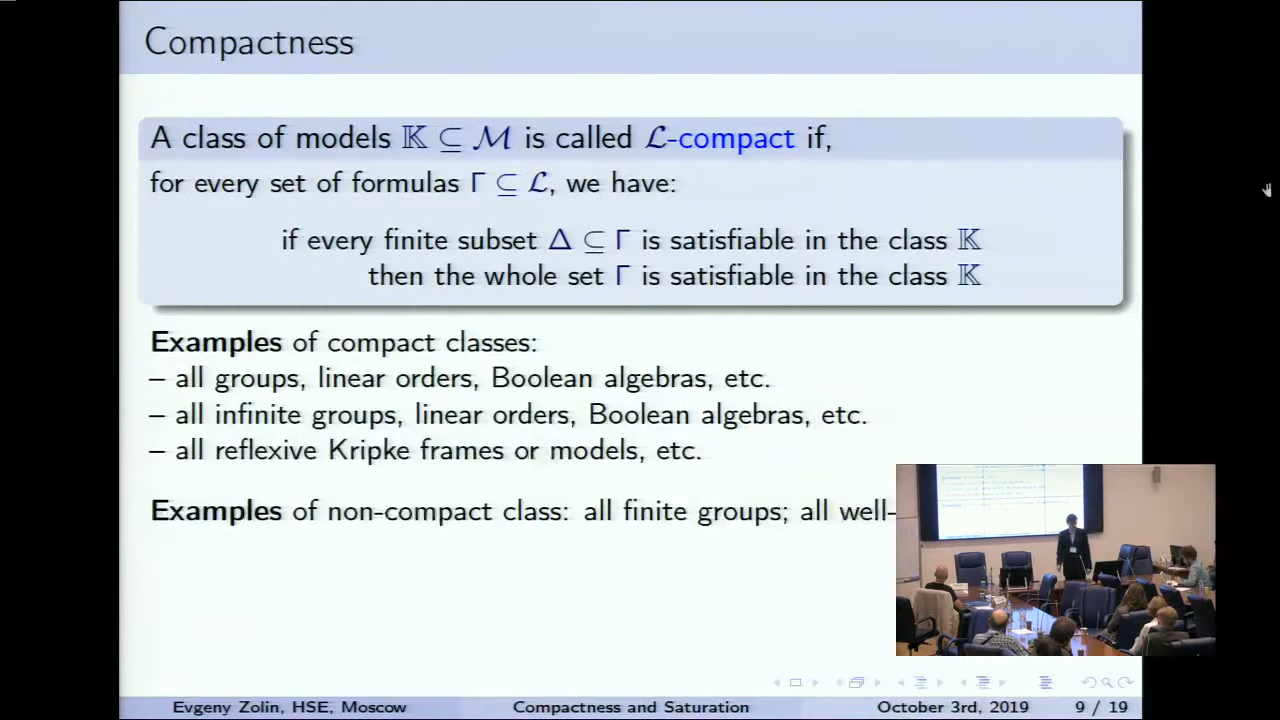 Compactness
A class of models 𝕂 ⊆ ℳ is called ℒ-compact if,
for every set of formulas Γ ⊆ ℒ, we have:
if every finite subset Δ ⊆ Γ is satisfiable in the class 𝕂
then the whole set Γ is satisfiable in the class 𝕂
Examples of compact classes:
– all groups, linear orders, Boolean algebras, etc.
– all infinite groups, linear orders, Boolean algebras, etc.
– all reflexive Kripke frames or models, etc.
Examples of non-compact class: all finite groups; all well-
Evgeny Zolin, HSE, Moscow Compactness and Saturation October 3rd, 2019 9 / 19